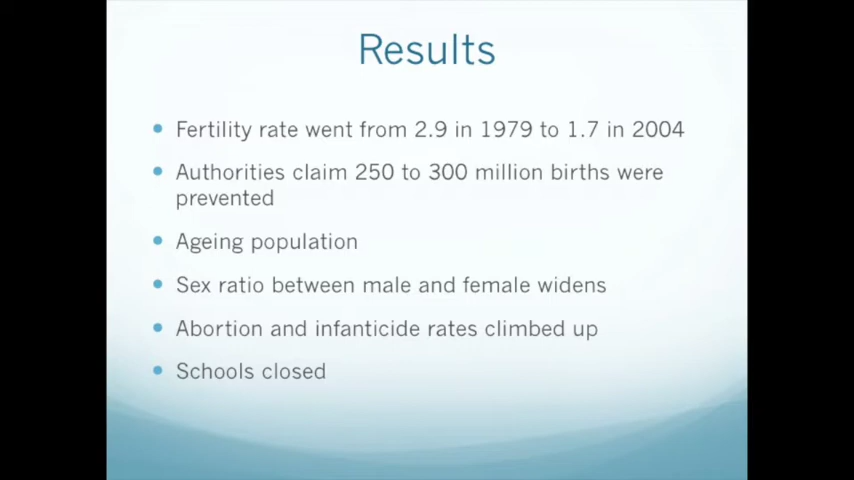 Results
Fertility rate went from 2.9 in 1979 to 1.7 in 2004
Authorities claim 250 to 300 million births were
prevented
Ageing population
Sex ratio between male and female widens
Abortion and infanticide rates climbed up
Schools closed